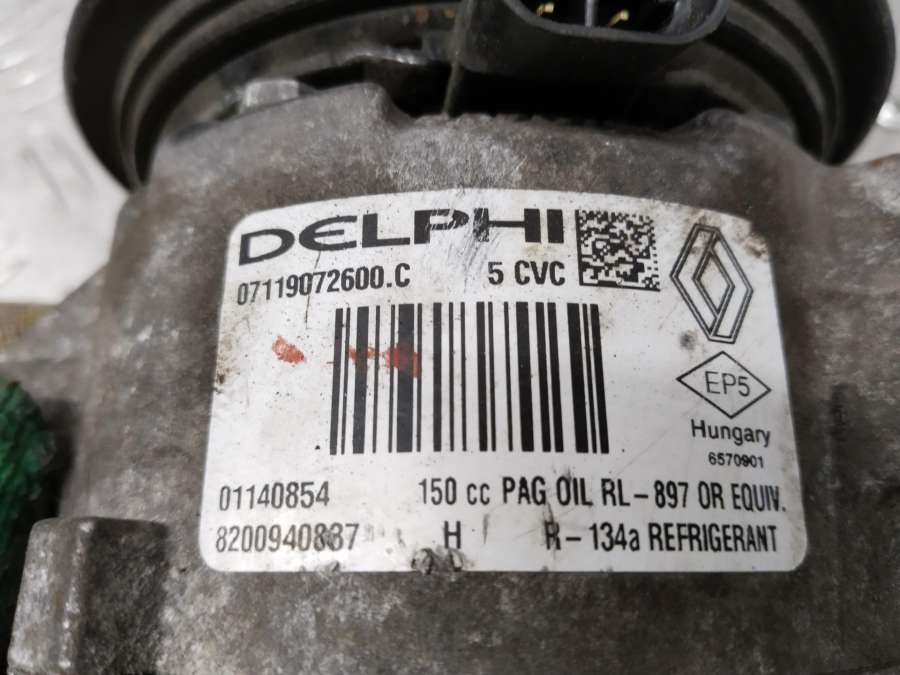 DELPHI
07119072600.C 5 CVC
EP5
Hungary
6570901
01140854 150 cc PAG OIL RL-897 OR EQUIV.
8200940837 H R-134a REFRIGERANT